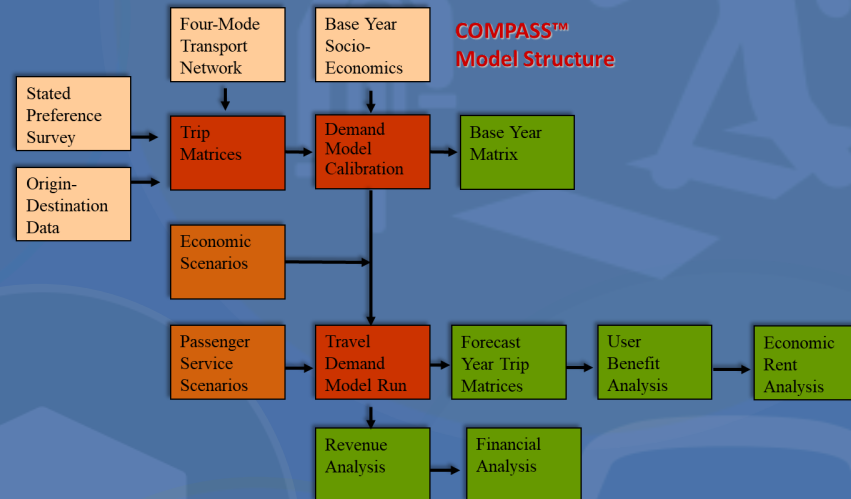 COMPASS™
Model Structure
Four-Mode
Transport
Network
Base Year
Socio-
Economics
Stated
Preference
Survey
Trip
Matrices
Demand
Model
Calibration
Base Year
Matrix
Origin-
Destination
Data
Economic
Scenarios
Passenger
Service
Scenarios
Travel
Demand
Model Run
Forecast
Year Trip
Matrices
User
Benefit
Analysis
Economic
Rent
Analysis
Revenue
Analysis
Financial
Analysis